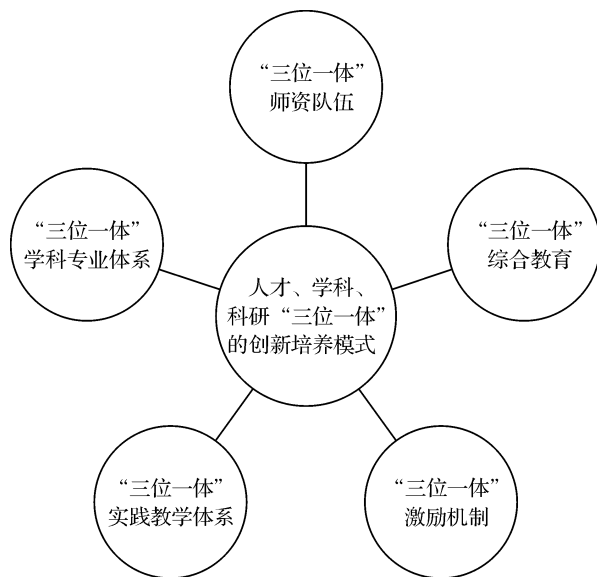 “三位一体”
师资队伍
“三位一体”
学科专业体系
“三位一体”
综合教育
人才、学科、
科研“三位一体”
的创新培养模式
“三位一体”
实践教学体系
“三位一体”
激励机制